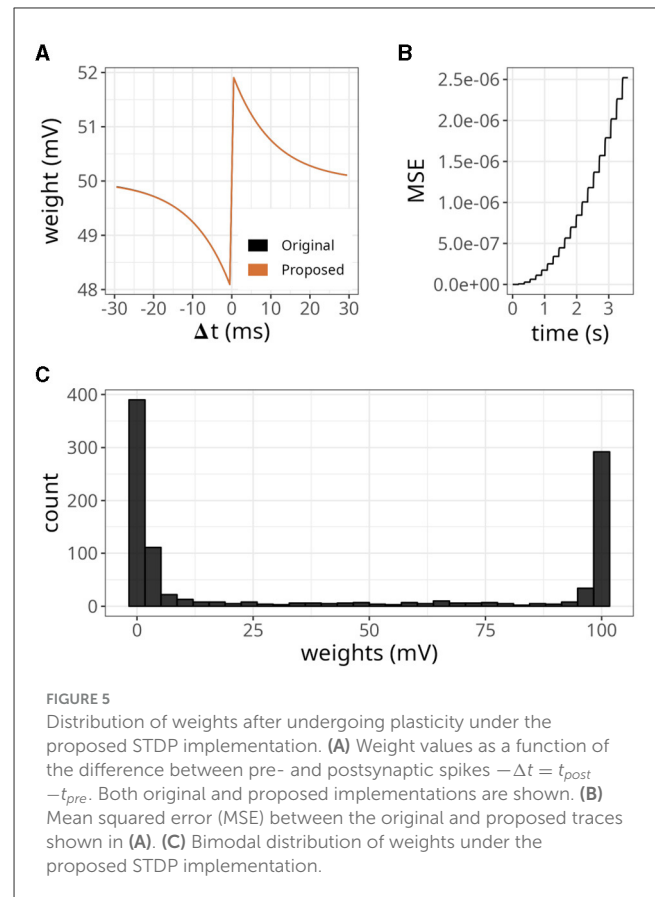 A
52
51
50
49
48
weight (mV)
-30 -20 -10 0 10 20 30
Δt (ms)
Original
Proposed
B
2.5e-06
2.0e-06
1.5e-06
1.0e-06
5.0e-07
0.0e+00
MSE
0 1 2 3
time (s)
C
400
300
200
100
0
count
0 25 50 75 100
weights (mV)
FIGURE 5
Distribution of weights after undergoing plasticity under the
proposed STDP implementation. (A) Weight values as a function of
the difference between pre- and postsynaptic spikes −Δt = tpost
−tpre. Both original and proposed implementations are shown. (B)
Mean squared error (MSE) between the original and proposed traces
shown in (A). (C) Bimodal distribution of weights under the
proposed STDP implementation.